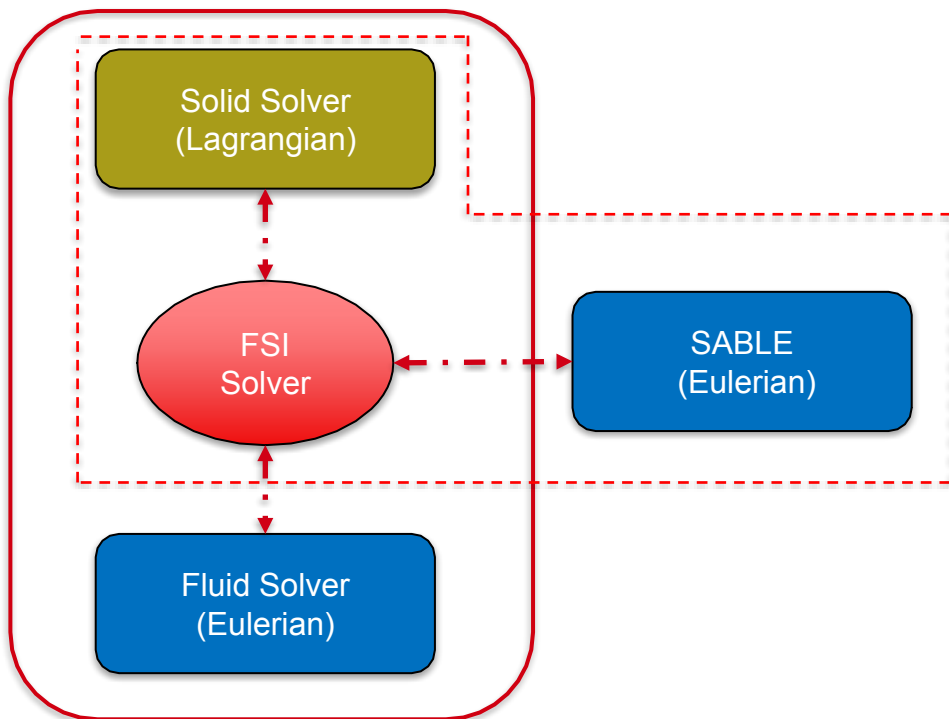 Solid Solver
(Lagrangian)
FSI
Solver
SABLE
(Eulerian)
Fluid Solver
(Eulerian)